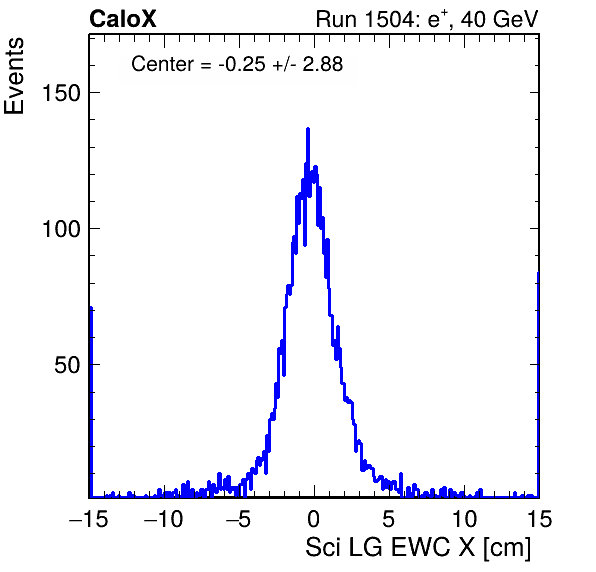 CaloX Run 1504: e⁺, 40 GeV
Center = -0.25 +/- 2.88
Events
150
100
50
−15 −10 −5 0 5 10 15
Sci LG EWC X [cm]